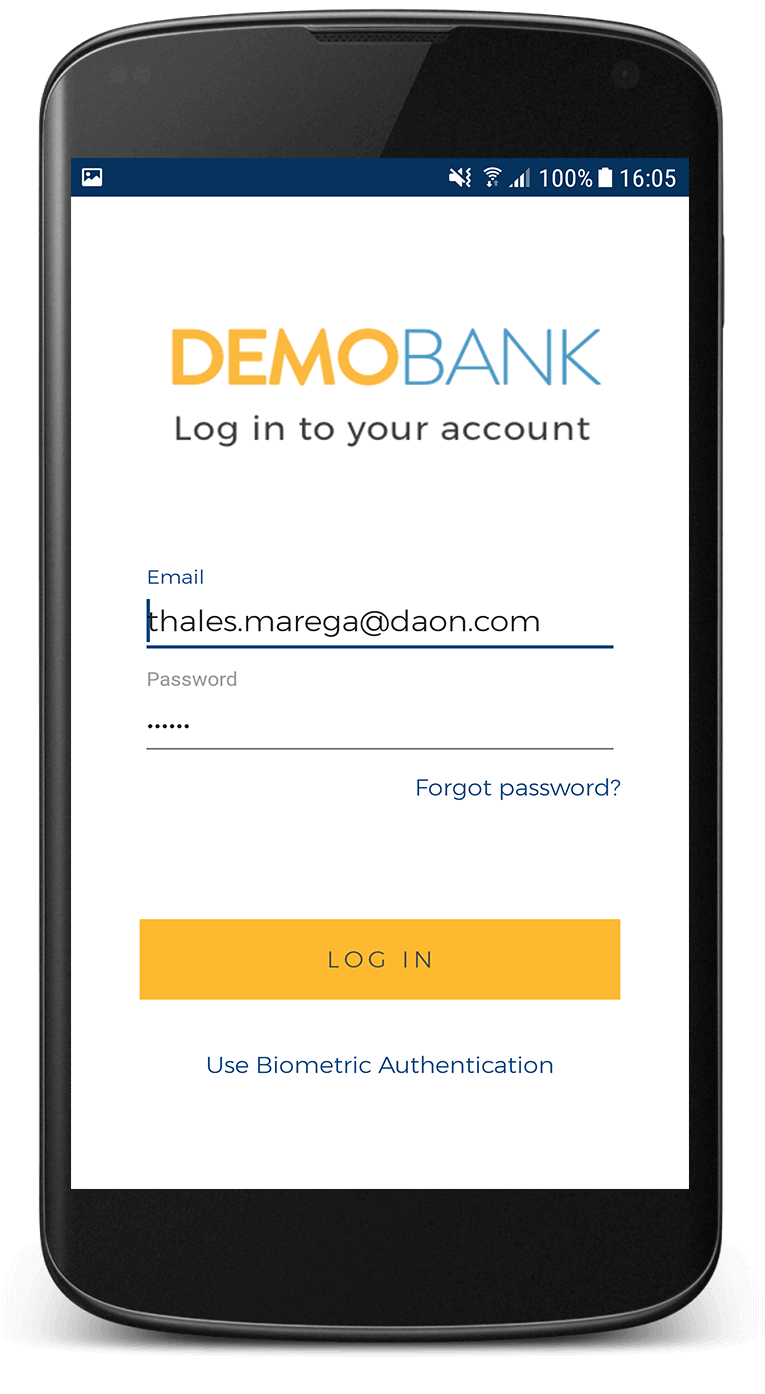 100% 16:05
DEMOBANK
Log in to your account
Email
thales.marega@daon.com
Password
••••••
Forgot password?
LOG IN
Use Biometric Authentication